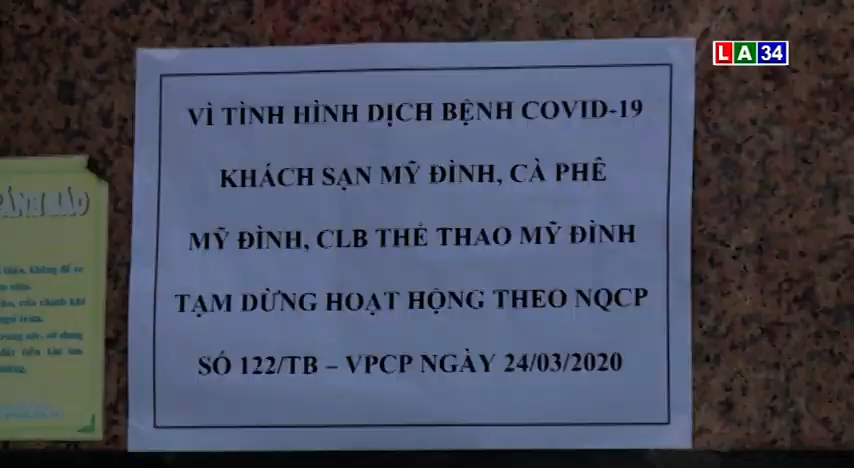 LA34
VÌ TÌNH HÌNH DỊCH BỆNH COVID-19
KHÁCH SẠN MỸ ĐÌNH, CÀ PHÊ
MỸ ĐÌNH, CLB THỂ THAO MỸ ĐÌNH
TẠM DỪNG HOẠT HỘNG THEO NQCP
SỐ 122/TB – VPCP NGÀY 24/03/2020